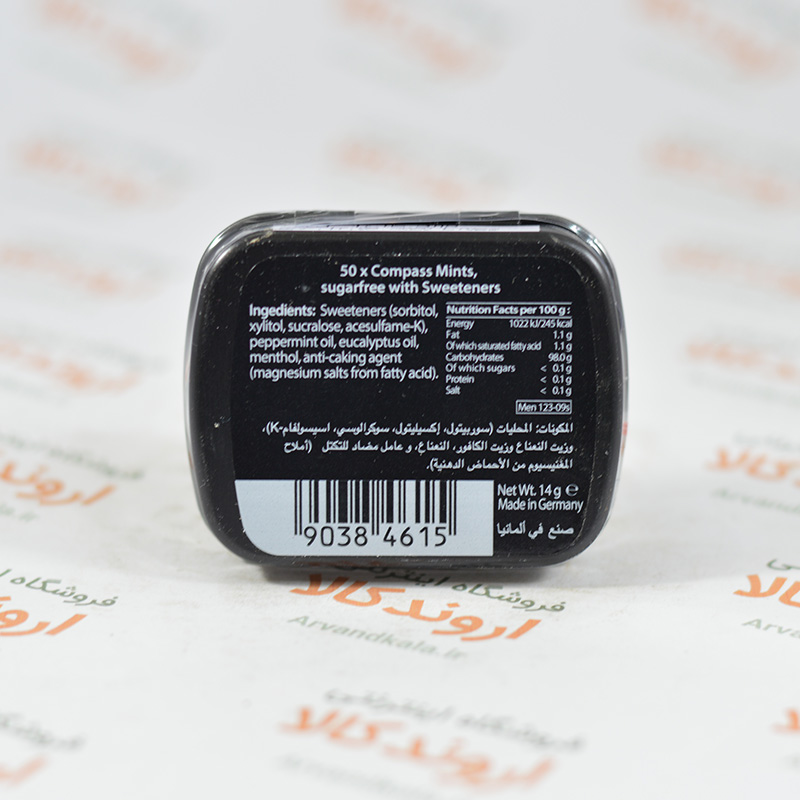 50 x Compass Mints,
sugarfree with Sweeteners
Ingredients: Sweeteners (sorbitol,
xylitol, sucralose, acesulfame-K),
peppermint oil, eucalyptus oil,
menthol, anti-caking agent
(magnesium salts from fatty acid).
Nutrition Facts per 100 g :
Energy 1022 kJ/245 kcal
Fat 1.1 g
Of which saturated fatty acid 1.1 g
Carbohydrates 98.0 g
Of which sugars < 0.1 g
Protein < 0.1 g
Salt < 0.1 g
Men 123-09s
المكونات: المحليات (سوربيتول، إكسيليتول، سوكرالوسي، اسيسولفام-K)،
وزيت النعناع وزيت الكافور، النعناع، و عامل مضاد للتكتل (أملاح
المغنيسيوم من الأحماض الدهنية).
Net Wt. 14 g ℮
Made in Germany
صنع في ألمانيا
9038 4615
فروشگاه اینترنتی
اروند کالا
Arvandkala.ir
فروشگاه اینترنتی
اروند کالا